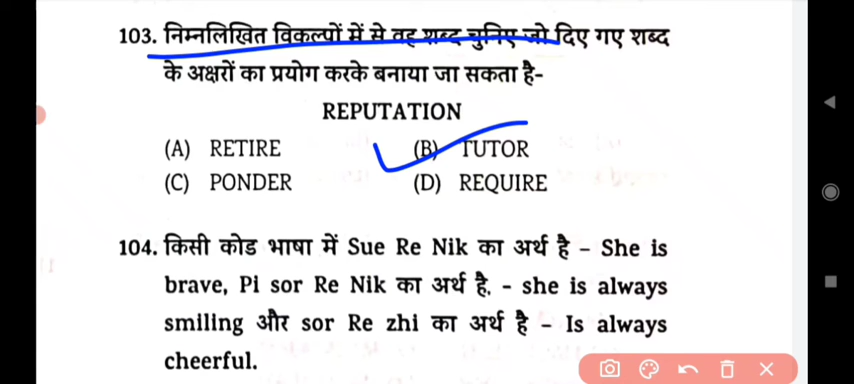 103. निम्नलिखित विकल्पों में से वह शब्द चुनिए जो दिए गए शब्द
के अक्षरों का प्रयोग करके बनाया जा सकता है-
REPUTATION
(A) RETIRE (B) TUTOR
(C) PONDER (D) REQUIRE
104. किसी कोड भाषा में Sue Re Nik का अर्थ है – She is
brave, Pi sor Re Nik का अर्थ है. - she is always
smiling और sor Re zhi का अर्थ है – Is always
cheerful.